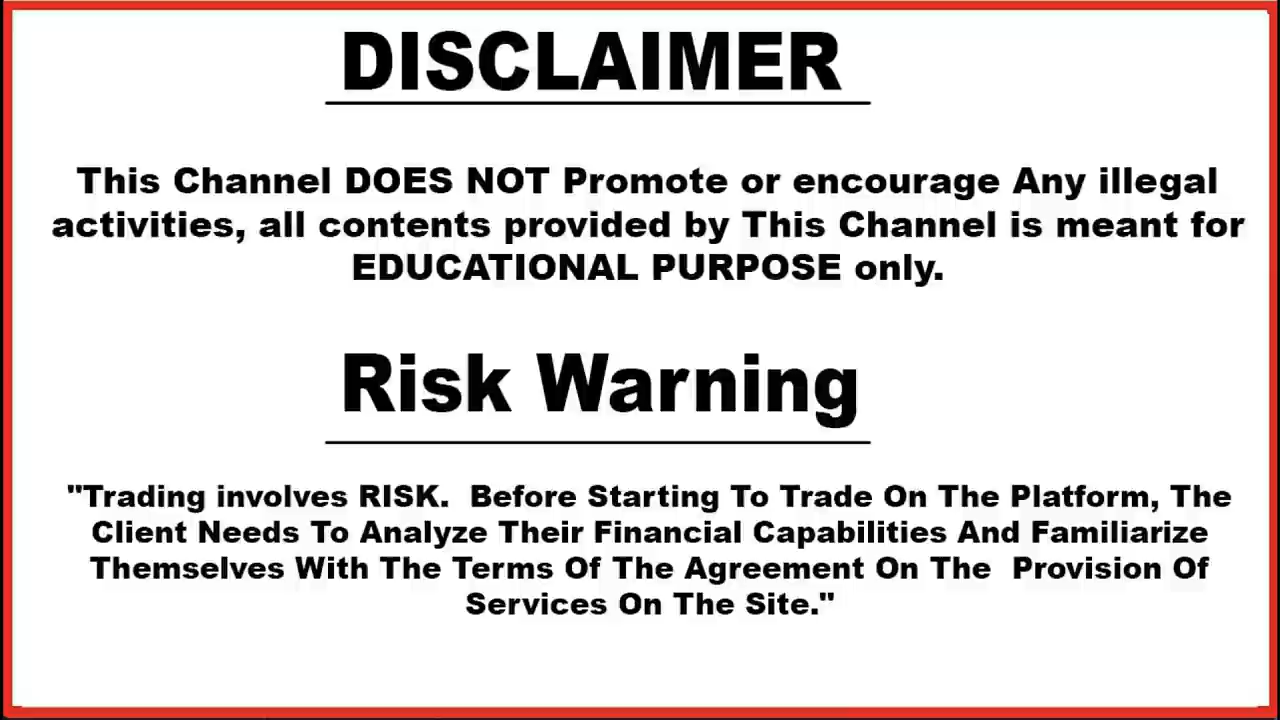 DISCLAIMER
This Channel DOES NOT Promote or encourage Any illegal
activities, all contents provided by This Channel is meant for
EDUCATIONAL PURPOSE only.
Risk Warning
"Trading involves RISK.  Before Starting To Trade On The Platform, The
Client Needs To Analyze Their Financial Capabilities And Familiarize
Themselves With The Terms Of The Agreement On The  Provision Of
Services On The Site."